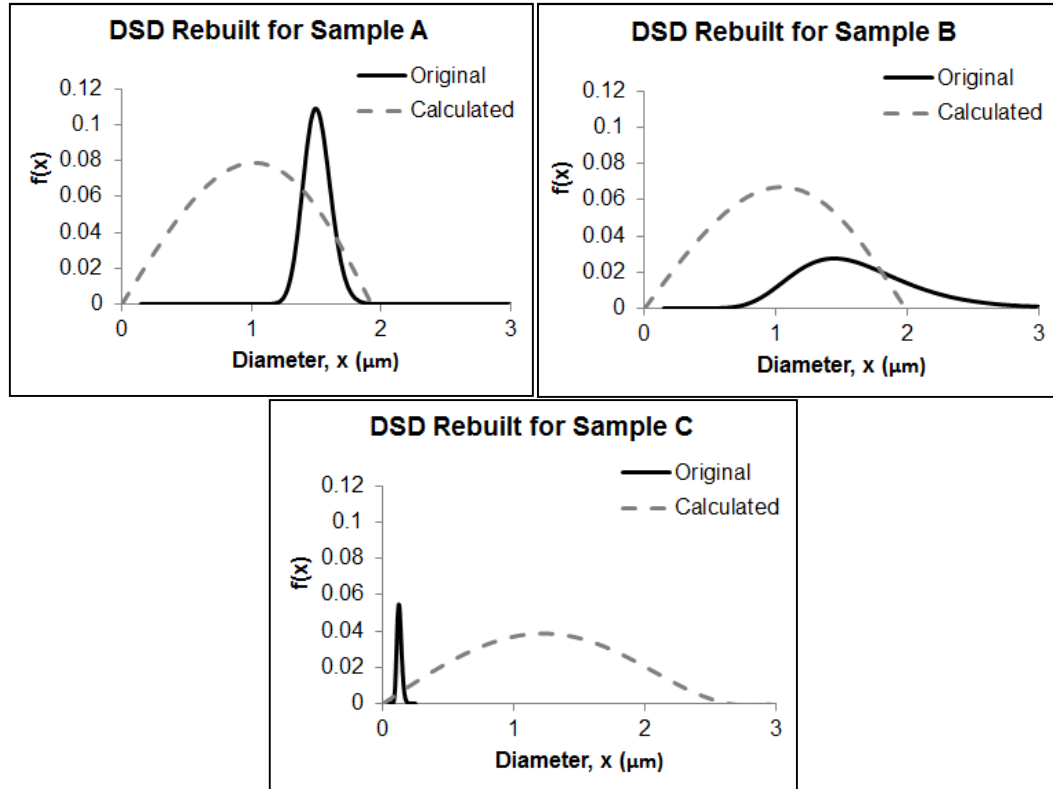 DSD Rebuilt for Sample A
Original
Calculated
0.12
0.1
0.08
0.06
0.04
0.02
0
f(x)
0 1 2 3
Diameter, x (μm)
DSD Rebuilt for Sample B
Original
Calculated
0.12
0.1
0.08
0.06
0.04
0.02
0
f(x)
0 1 2 3
Diameter, x (μm)
DSD Rebuilt for Sample C
Original
Calculated
0.12
0.1
0.08
0.06
0.04
0.02
0
f(x)
0 1 2 3
Diameter, x (μm)